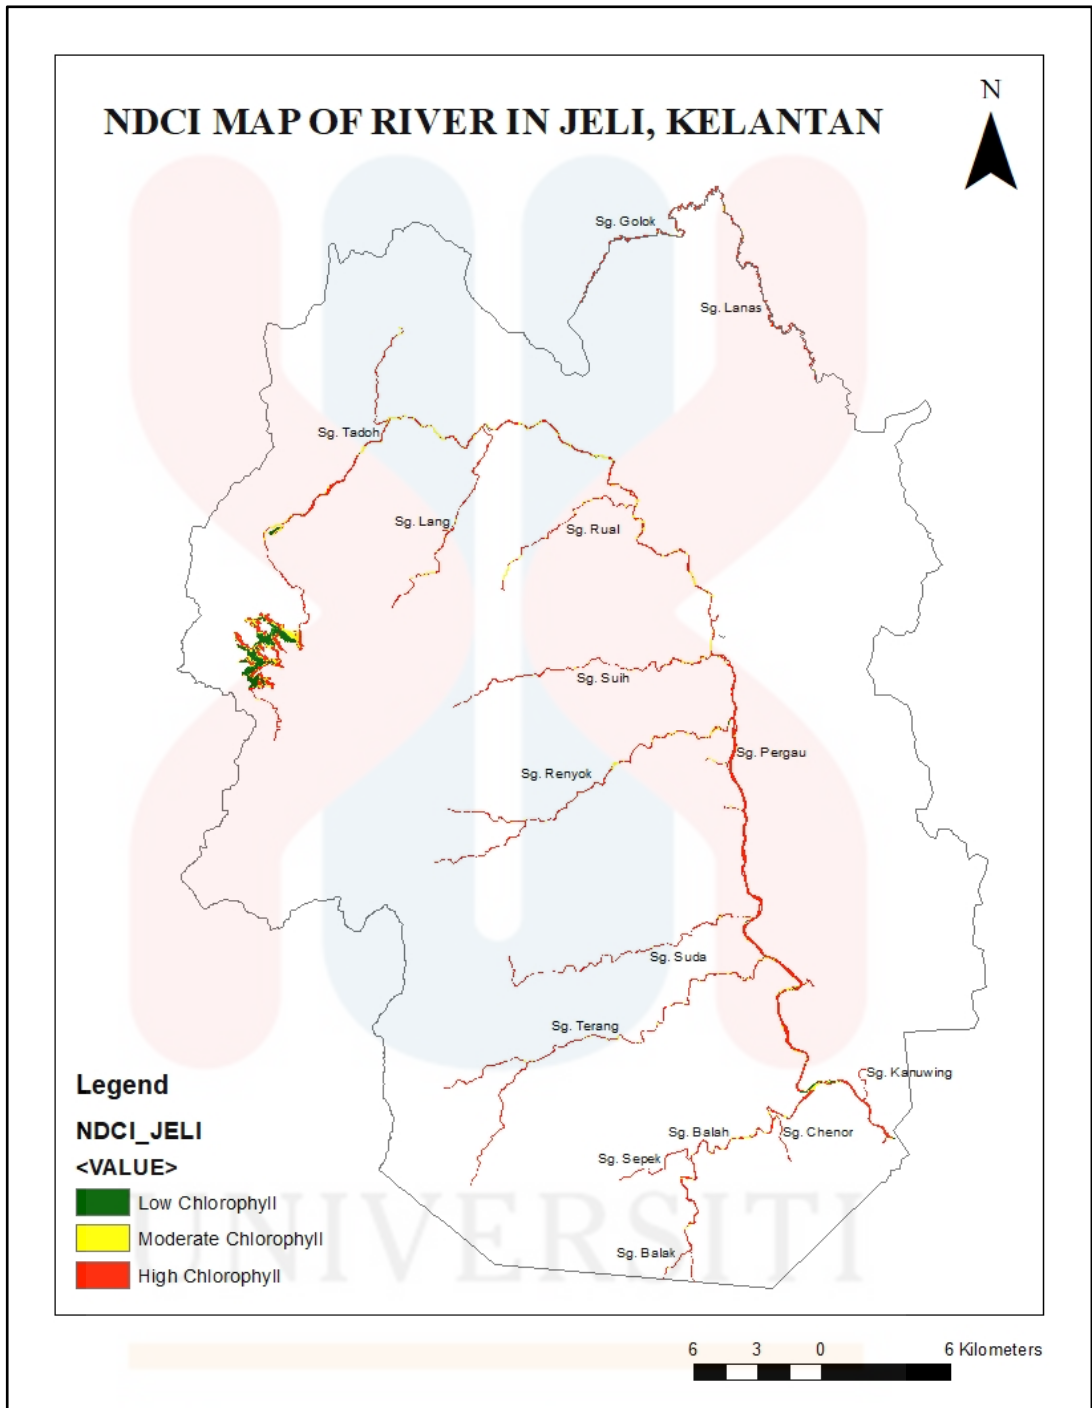 N
NDCI MAP OF RIVER IN JELI, KELANTAN
Sg. Golok
Sg. Lanas
Sg. Tadoh
Sg. Lang
Sg. Rual
Sg. Suih
Sg. Pergau
Sg. Renyok
Sg. Suda
Sg. Terang
Sg. Kanuwing
Sg. Balah
Sg. Chenor
Sg. Sepek
Sg. Balak
Legend
NDCI_JELI
<VALUE>
Low Chlorophyll
Moderate Chlorophyll
High Chlorophyll
UNIVERSITI
6 3 0 6 Kilometers